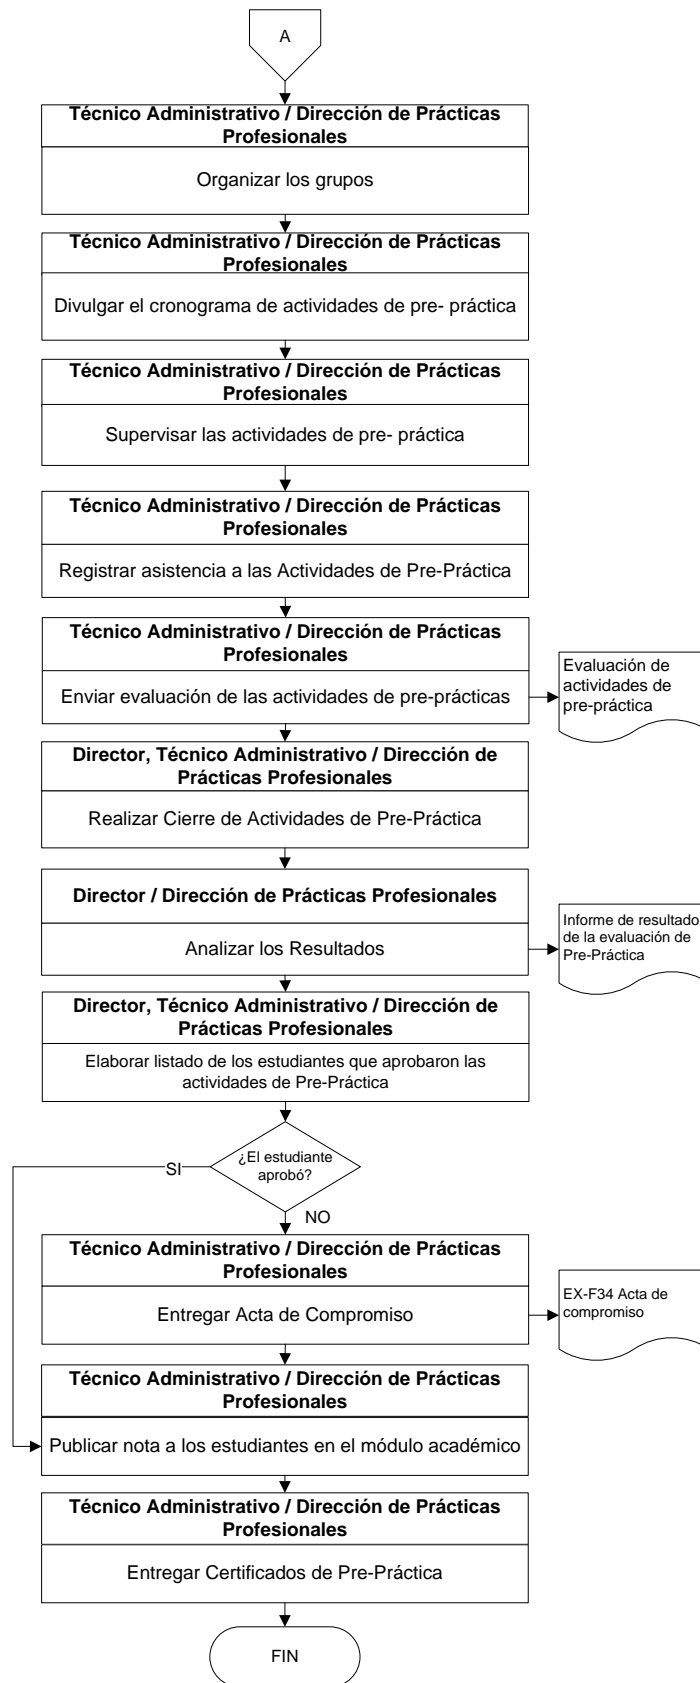 A
Técnico Administrativo / Dirección de Prácticas
Profesionales
Organizar los grupos
Técnico Administrativo / Dirección de Prácticas
Profesionales
Divulgar el cronograma de actividades de pre- práctica
Técnico Administrativo / Dirección de Prácticas
Profesionales
Supervisar las actividades de pre- práctica
Técnico Administrativo / Dirección de Prácticas
Profesionales
Registrar asistencia a las Actividades de Pre-Práctica
Técnico Administrativo / Dirección de Prácticas
Profesionales
Enviar evaluación de las actividades de pre-prácticas
Evaluación de
actividades de
pre-práctica
Director, Técnico Administrativo / Dirección de
Prácticas Profesionales
Realizar Cierre de Actividades de Pre-Práctica
Director / Dirección de Prácticas Profesionales
Analizar los Resultados
Informe de resultado
de la evaluación de
Pre-Práctica
Director, Técnico Administrativo / Dirección de
Prácticas Profesionales
Elaborar listado de los estudiantes que aprobaron las
actividades de Pre-Práctica
¿El estudiante
aprobó?
SI
NO
Técnico Administrativo / Dirección de Prácticas
Profesionales
Entregar Acta de Compromiso
EX-F34 Acta de
compromiso
Técnico Administrativo / Dirección de Prácticas
Profesionales
Publicar nota a los estudiantes en el módulo académico
Técnico Administrativo / Dirección de Prácticas
Profesionales
Entregar Certificados de Pre-Práctica
FIN